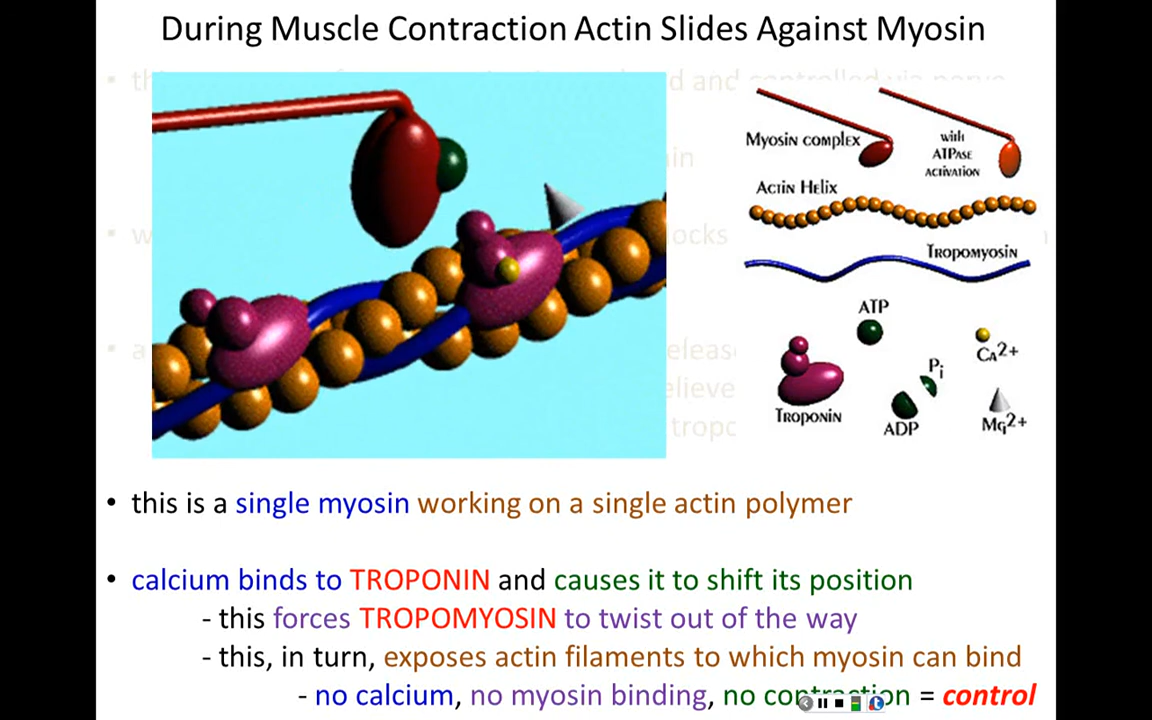 During Muscle Contraction Actin Slides Against Myosin
Myosin complex
with
ATPase
activation
Actin Helix
Tropomyosin
ATP
Ca2+
Pi
Troponin
ADP
Mg2+
• this is a single myosin working on a single actin polymer
• calcium binds to TROPONIN and causes it to shift its position
- this forces TROPOMYOSIN to twist out of the way
- this, in turn, exposes actin filaments to which myosin can bind
- no calcium, no myosin binding, no contraction = control